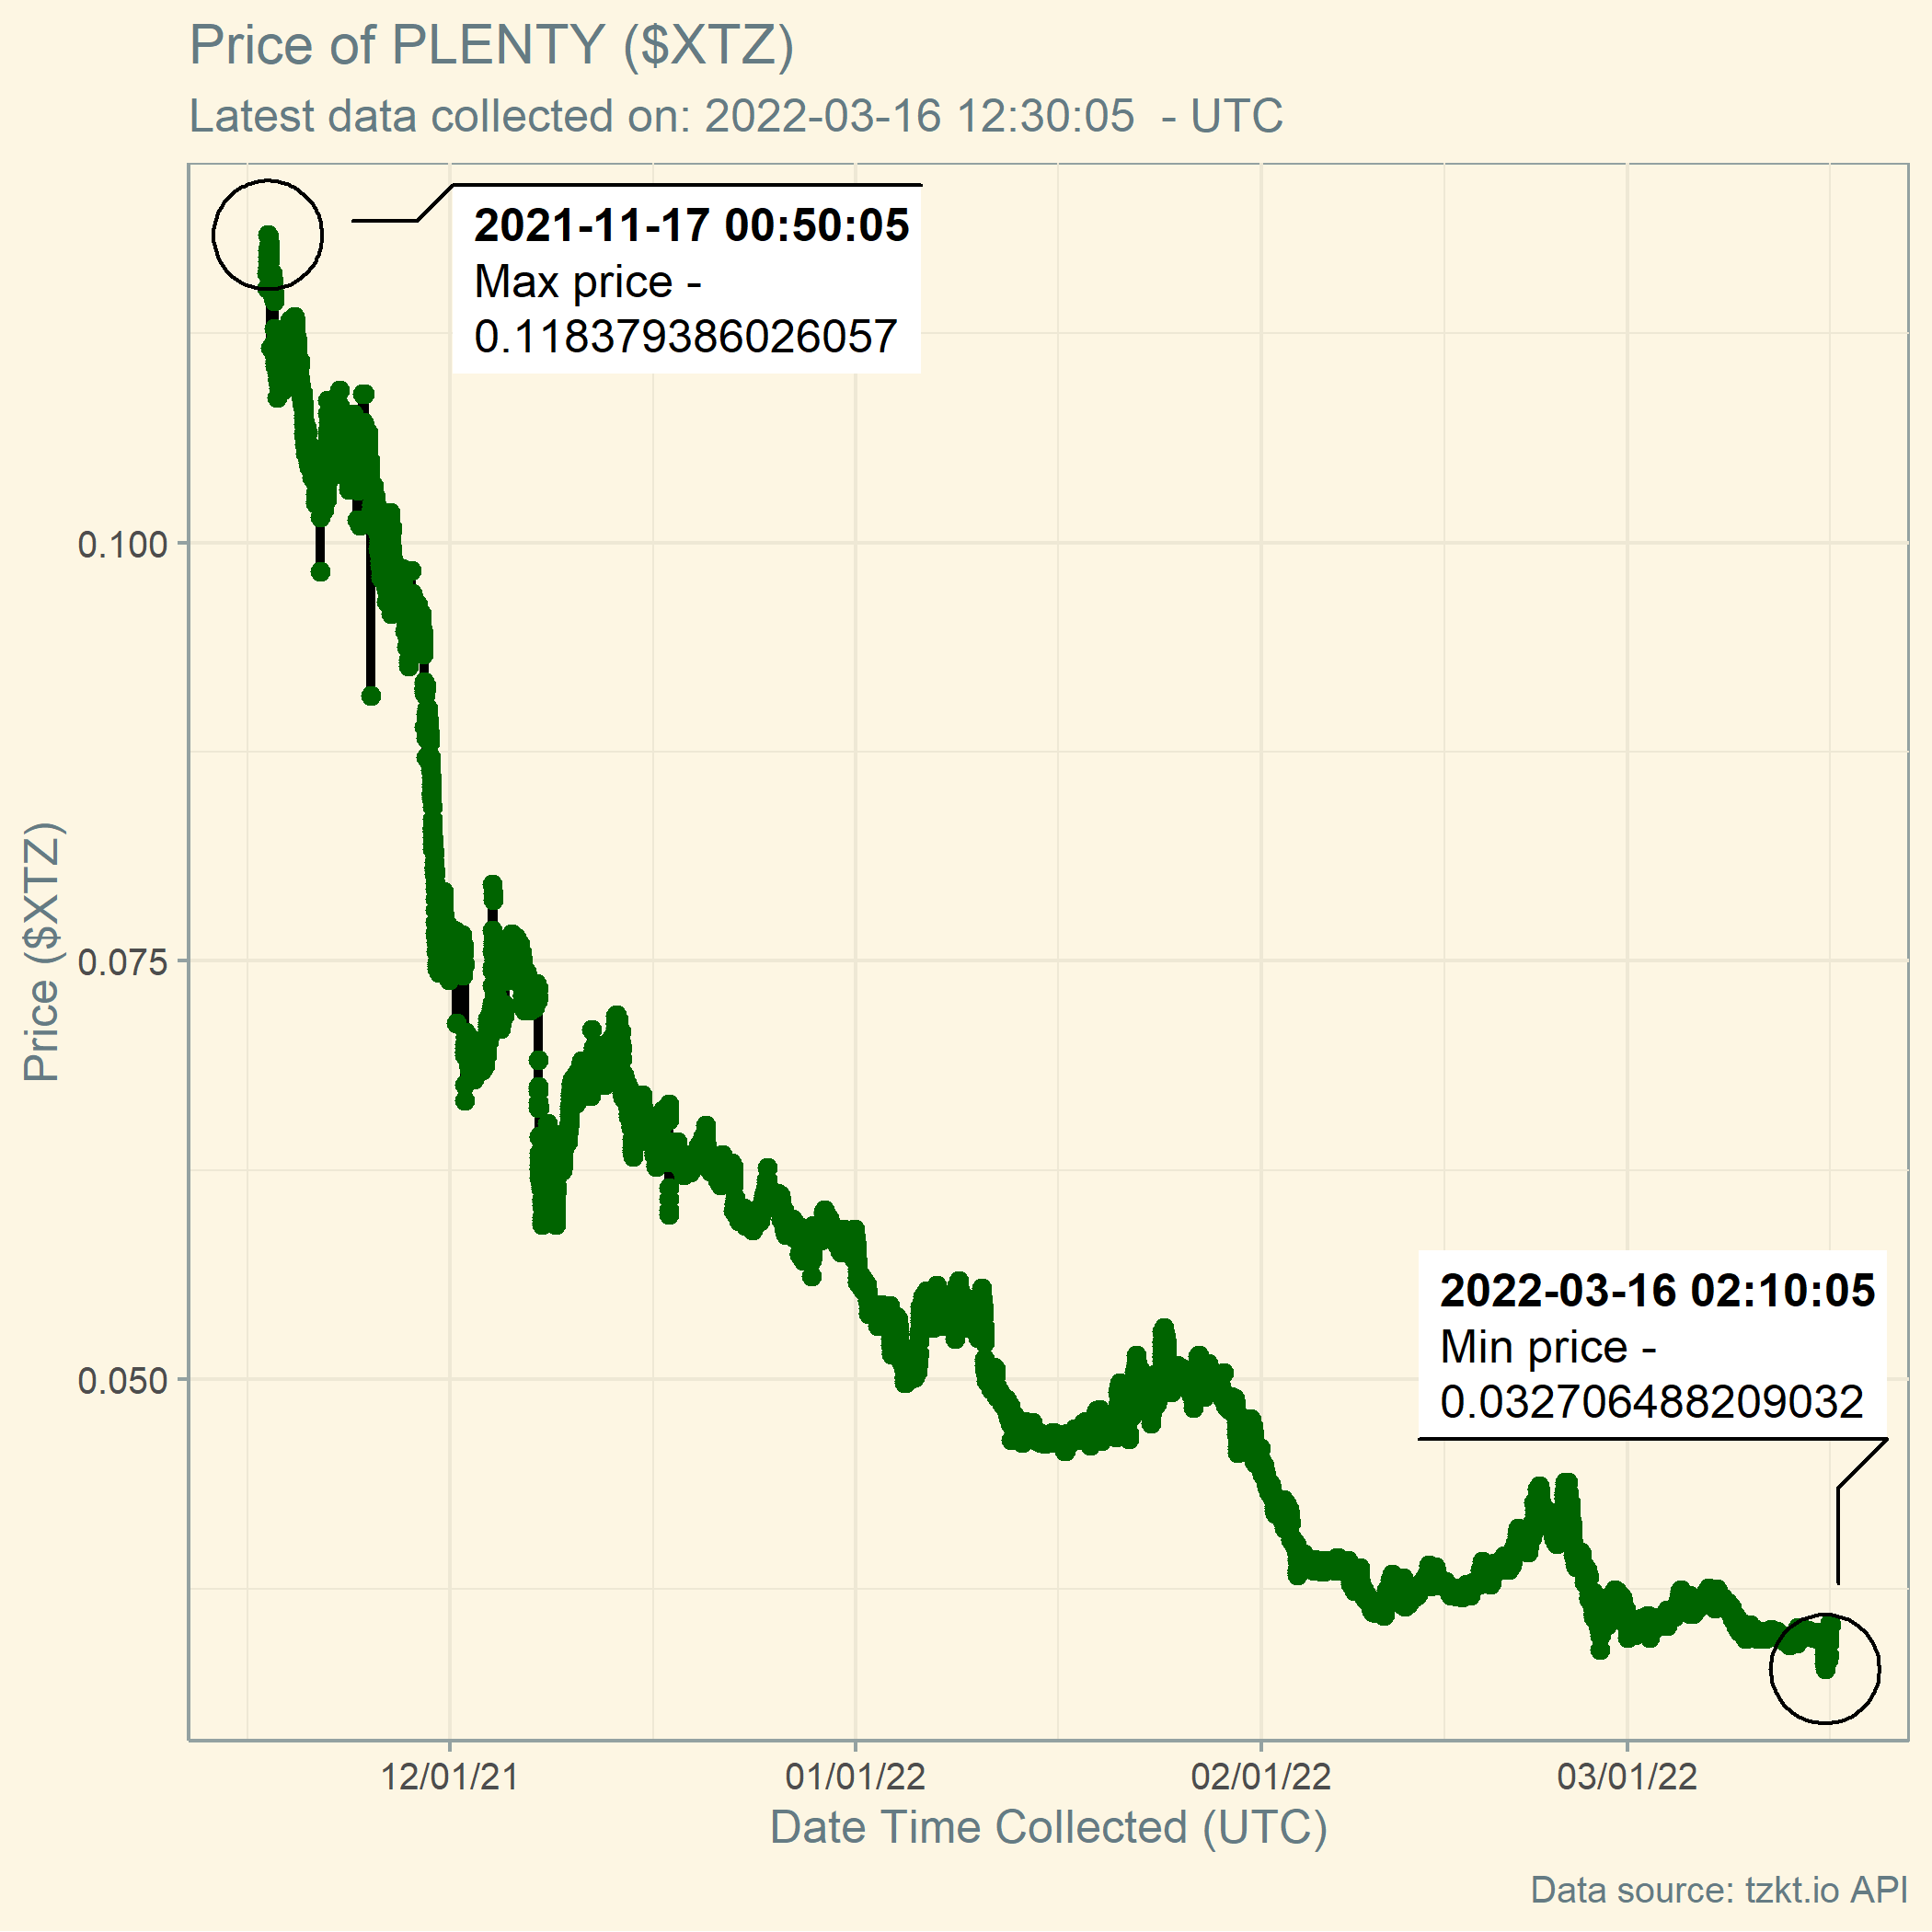 Price of PLENTY ($XTZ)
Latest data collected on: 2022-03-16 12:30:05  - UTC
2021-11-17 00:50:05
Max price -
0.118379386026057
0.100
0.075
0.050
Price ($XTZ)
2022-03-16 02:10:05
Min price -
0.032706488209032
12/01/21
01/01/22
02/01/22
03/01/22
Date Time Collected (UTC)
Data source: tzkt.io API